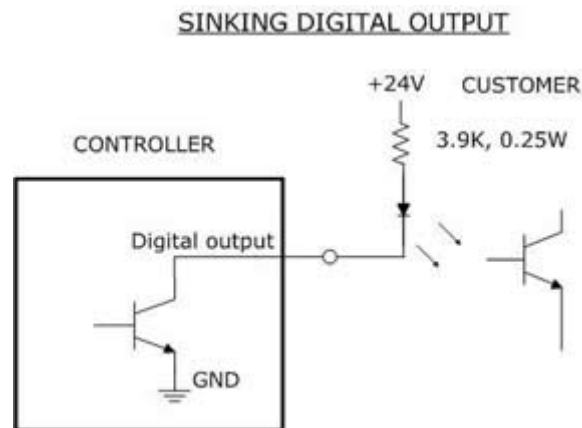 SINKING DIGITAL OUTPUT
+24V
CUSTOMER
3.9K, 0.25W
CONTROLLER
Digital output
GND